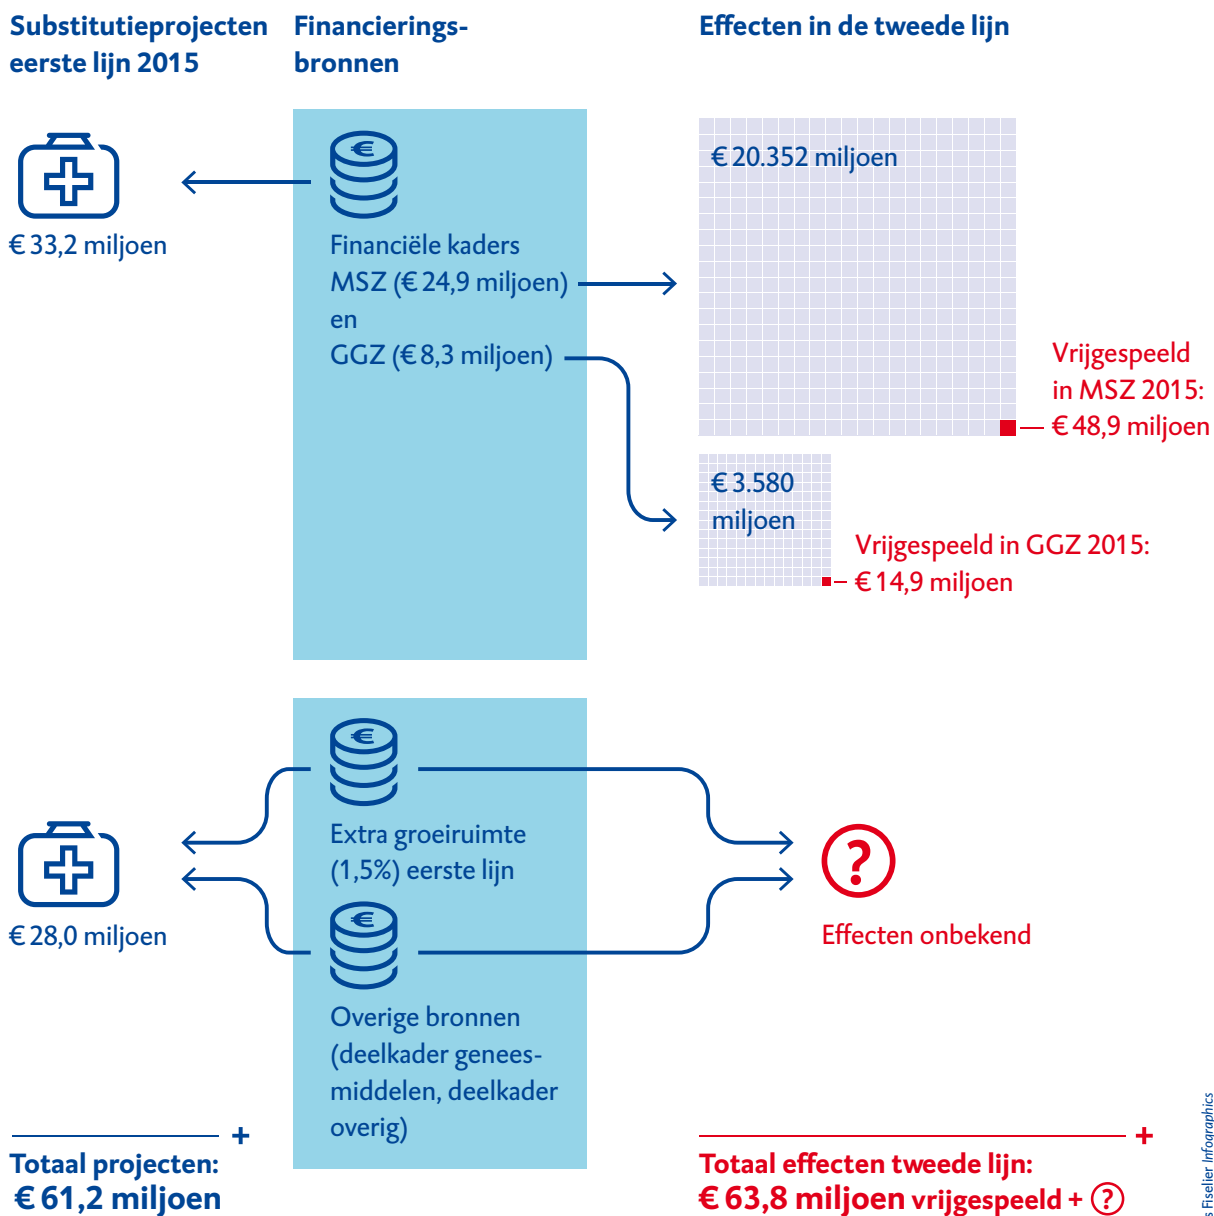 Substitutieprojecten
eerste lijn 2015
Financierings-
bronnen
Effecten in de tweede lijn
€ 33,2 miljoen
€
Financiële kaders
MSZ (€ 24,9 miljoen)
en
GGZ (€ 8,3 miljoen)
€ 20.352 miljoen
Vrijgespeeld
in MSZ 2015:
€ 48,9 miljoen
€ 3.580
miljoen
Vrijgespeeld in GGZ 2015:
€ 14,9 miljoen
€ 28,0 miljoen
€
Extra groeiruimte
(1,5%) eerste lijn
€
Overige bronnen
(deelkader genees-
middelen, deelkader
overig)
?
Effecten onbekend
+
Totaal projecten:
€ 61,2 miljoen
+
Totaal effecten tweede lijn:
€ 63,8 miljoen vrijgespeeld + ?
Fiselier Infographics